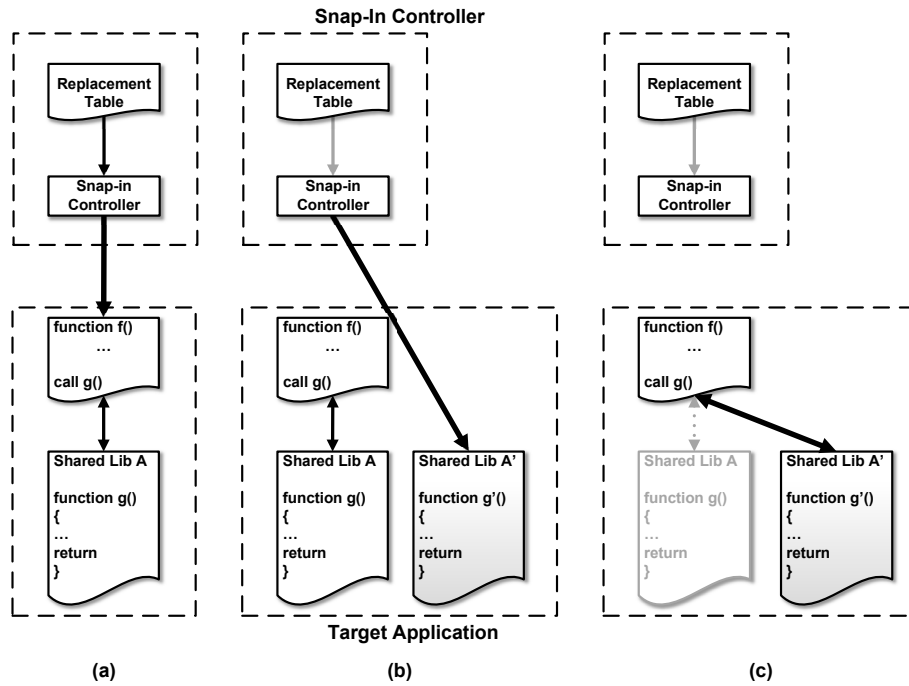 Snap-In Controller
Replacement
Table
Snap-in
Controller
function f()
...
call g()
Shared Lib A
function g()
{
...
return
}
(a)
Replacement
Table
Snap-in
Controller
function f()
...
call g()
Shared Lib A
function g()
{
...
return
}
Shared Lib A'
function g'()
{
...
return
}
Target Application
(b)
Replacement
Table
Snap-in
Controller
function f()
...
call g()
Shared Lib A
function g()
{
...
return
}
Shared Lib A'
function g'()
{
...
return
}
(c)